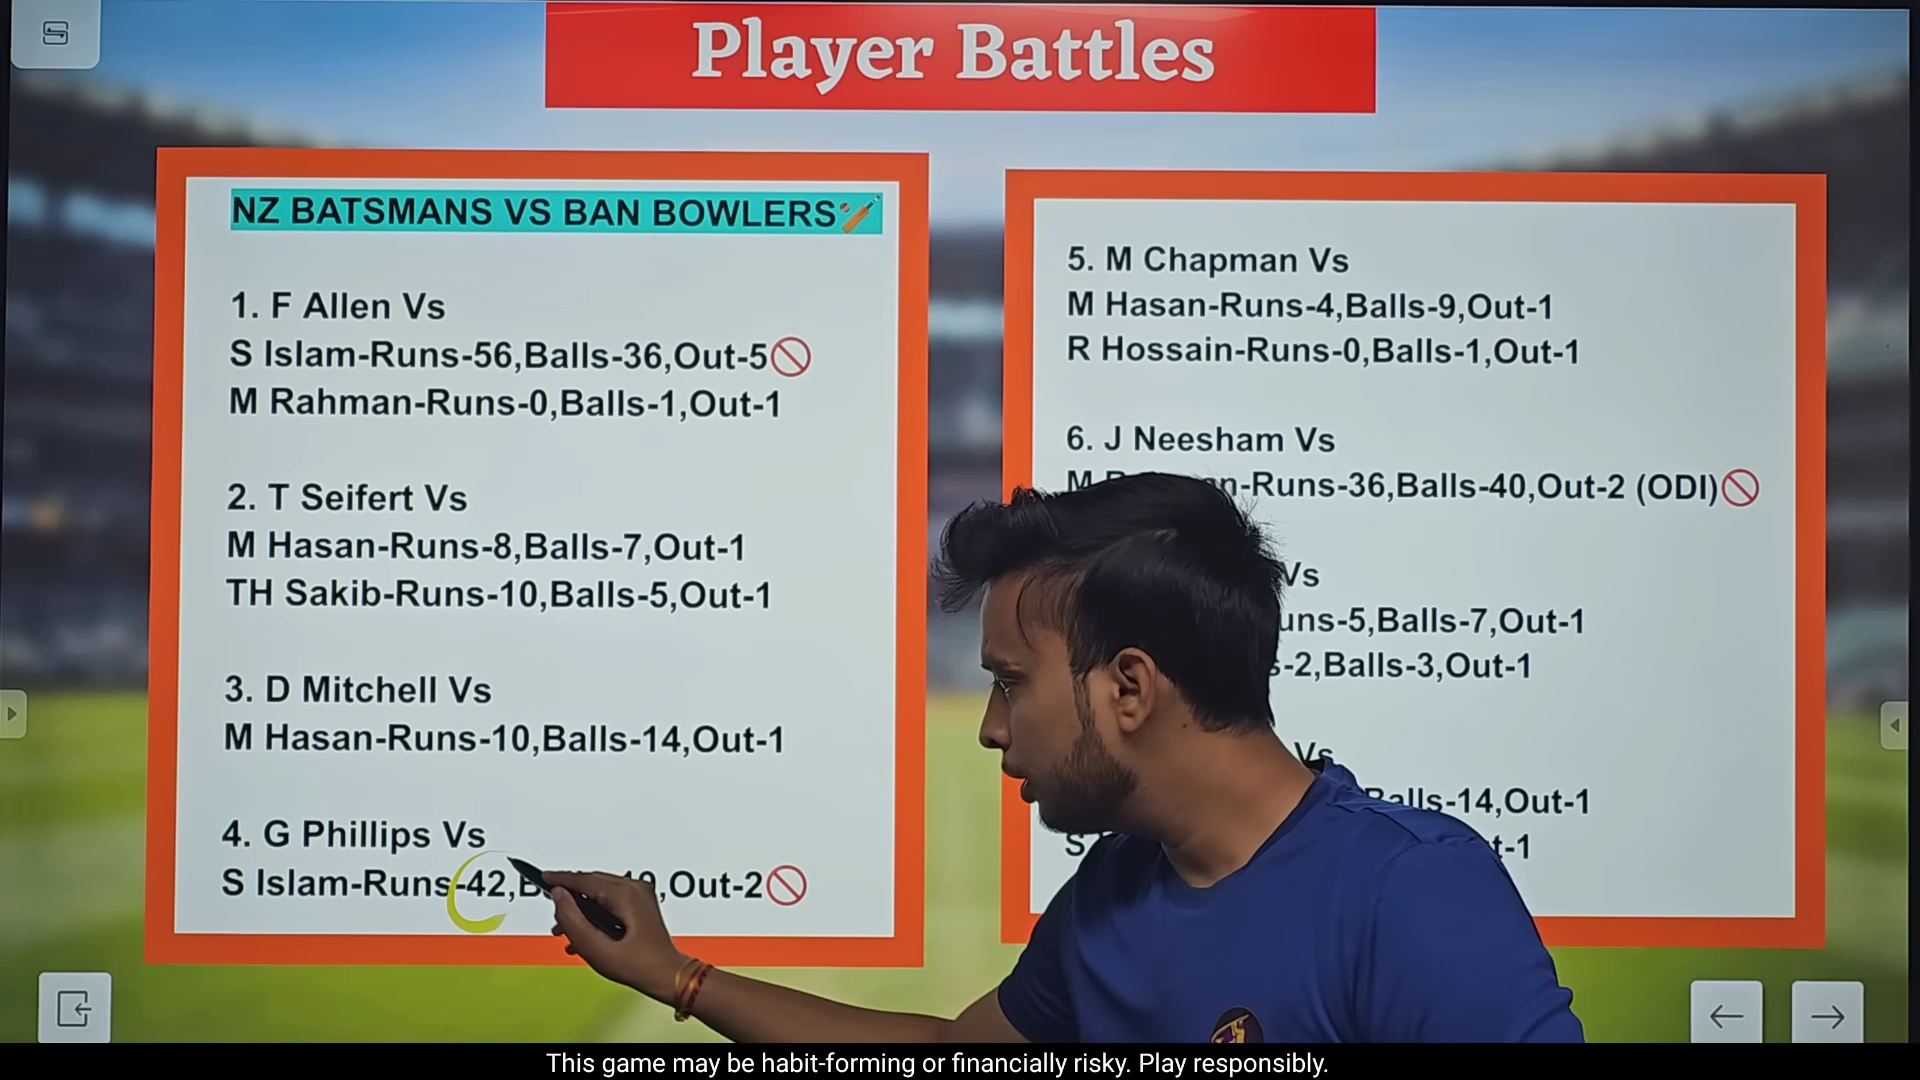 Player Battles
NZ BATSMANS VS BAN BOWLERS
1. F Allen Vs
S Islam-Runs-56,Balls-36,Out-5
M Rahman-Runs-0,Balls-1,Out-1
2. T Seifert Vs
M Hasan-Runs-8,Balls-7,Out-1
TH Sakib-Runs-10,Balls-5,Out-1
3. D Mitchell Vs
M Hasan-Runs-10,Balls-14,Out-1
4. G Phillips Vs
S Islam-Runs-42, ,Out-2
5. M Chapman Vs
M Hasan-Runs-4,Balls-9,Out-1
R Hossain-Runs-0,Balls-1,Out-1
6. J Neesham Vs
M -Runs-36,Balls-40,Out-2 (ODI)
Vs
-5,Balls-7,Out-1
-2,Balls-3,Out-1
Vs
Balls-14,Out-1
S -1
This game may be habit-forming or financially risky. Play responsibly.